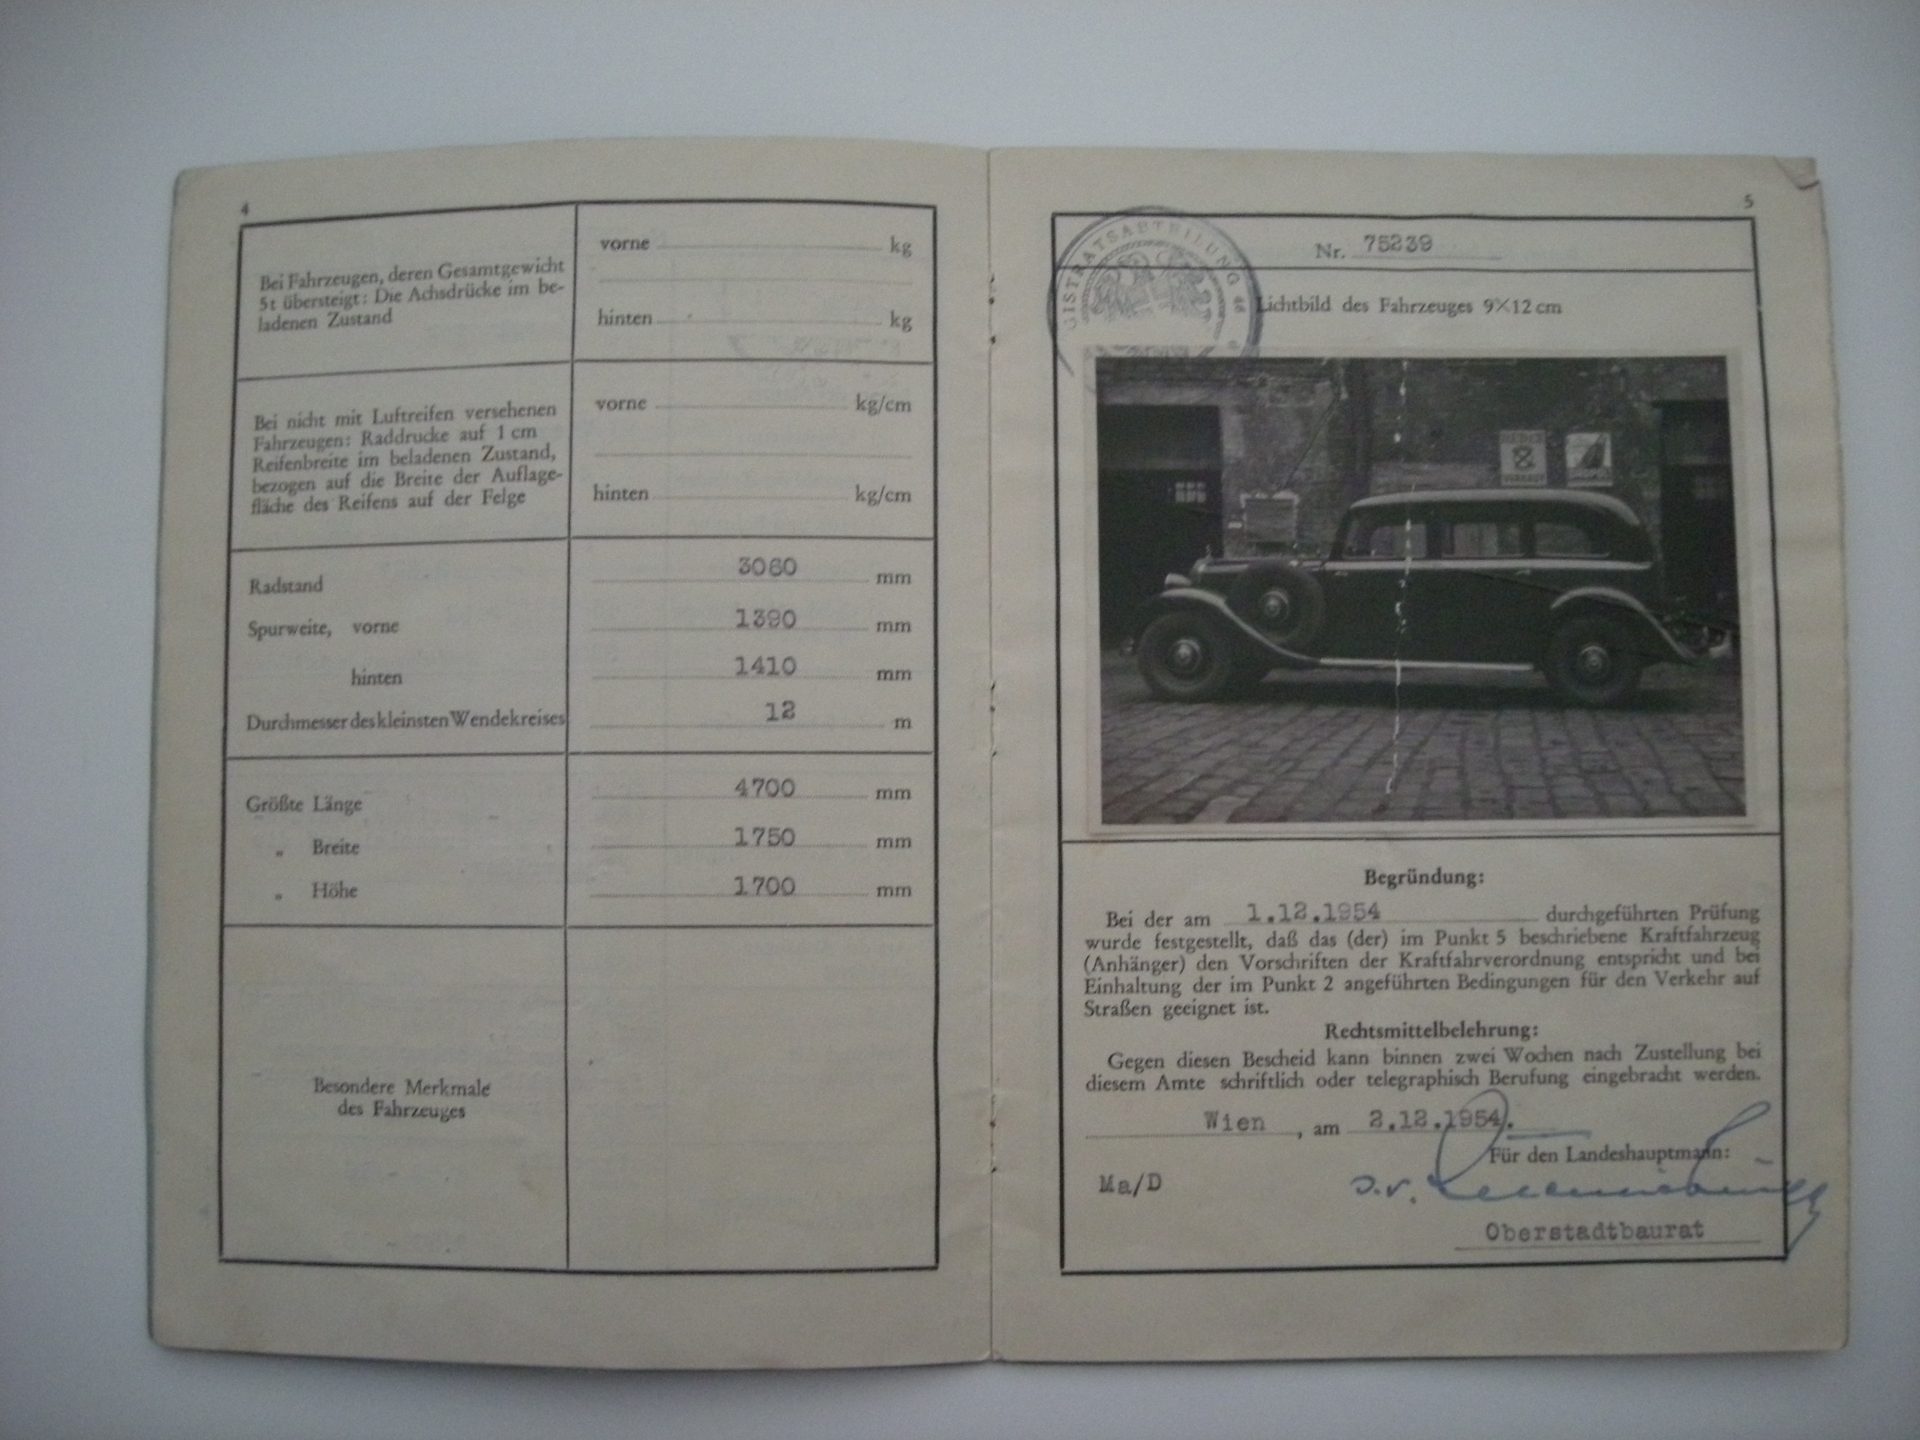 4
Bei Fahrzeugen, deren Gesamtgewicht
5t übersteigt: Die Achsdrücke im be-
ladenen Zustand
vorne kg
hinten kg
Bei nicht mit Luftreifen versehenen
Fahrzeugen: Raddrucke auf 1 cm
Reifenbreite im beladenen Zustand,
bezogen auf die Breite der Auflage-
fläche des Reifens auf der Felge
vorne kg/cm
hinten kg/cm
Radstand 3060 mm
Spurweite, vorne 1390 mm
hinten 1410 mm
Durchmesser des kleinsten Wendekreises 12 m
Größte Länge 4700 mm
„ Breite 1750 mm
„ Höhe 1700 mm
Besondere Merkmale
des Fahrzeuges
5
GISTRATSABTEILUNG 46
Nr. 75239
Lichtbild des Fahrzeuges 9×12 cm
Begründung:
Bei der am 1.12.1954 durchgeführten Prüfung
wurde festgestellt, daß das (der) im Punkt 5 beschriebene Kraftfahrzeug
(Anhänger) den Vorschriften der Kraftfahrverordnung entspricht und bei
Einhaltung der im Punkt 2 angeführten Bedingungen für den Verkehr auf
Straßen geeignet ist.
Rechtsmittelbelehrung:
Gegen diesen Bescheid kann binnen zwei Wochen nach Zustellung bei
diesem Amte schriftlich oder telegraphisch Berufung eingebracht werden.
Wien, am 2.12.1954.
Für den Landeshauptmann:
Ma/D
Oberstadtbaurat